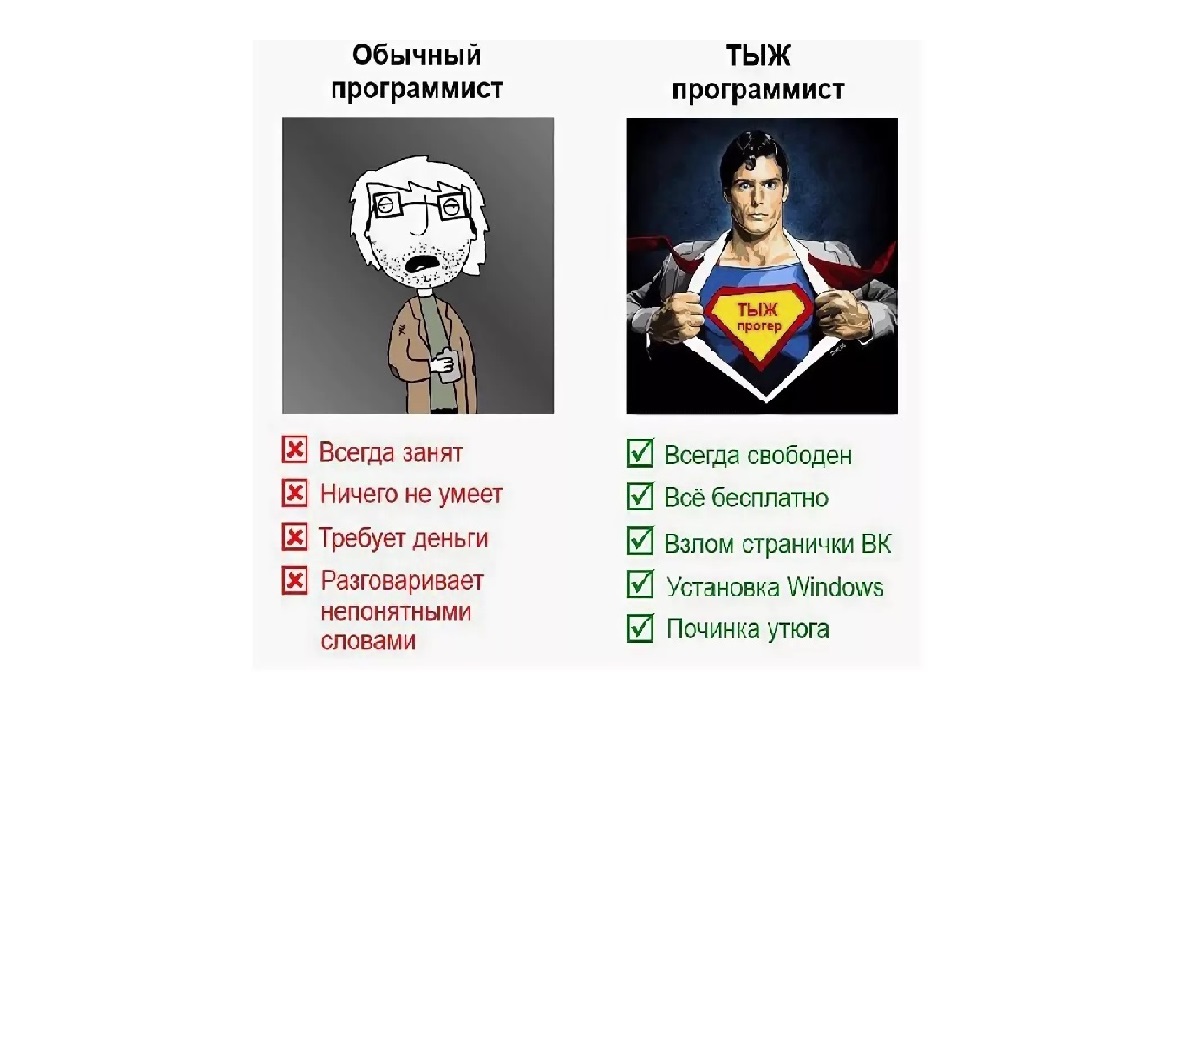 Обычный
программист
ТЫЖ
программист
ТЫЖ
прогер
Всегда занят
Ничего не умеет
Требует деньги
Разговаривает
непонятными
словами
Всегда свободен
Всё бесплатно
Взлом странички ВК
Установка Windows
Починка утюга